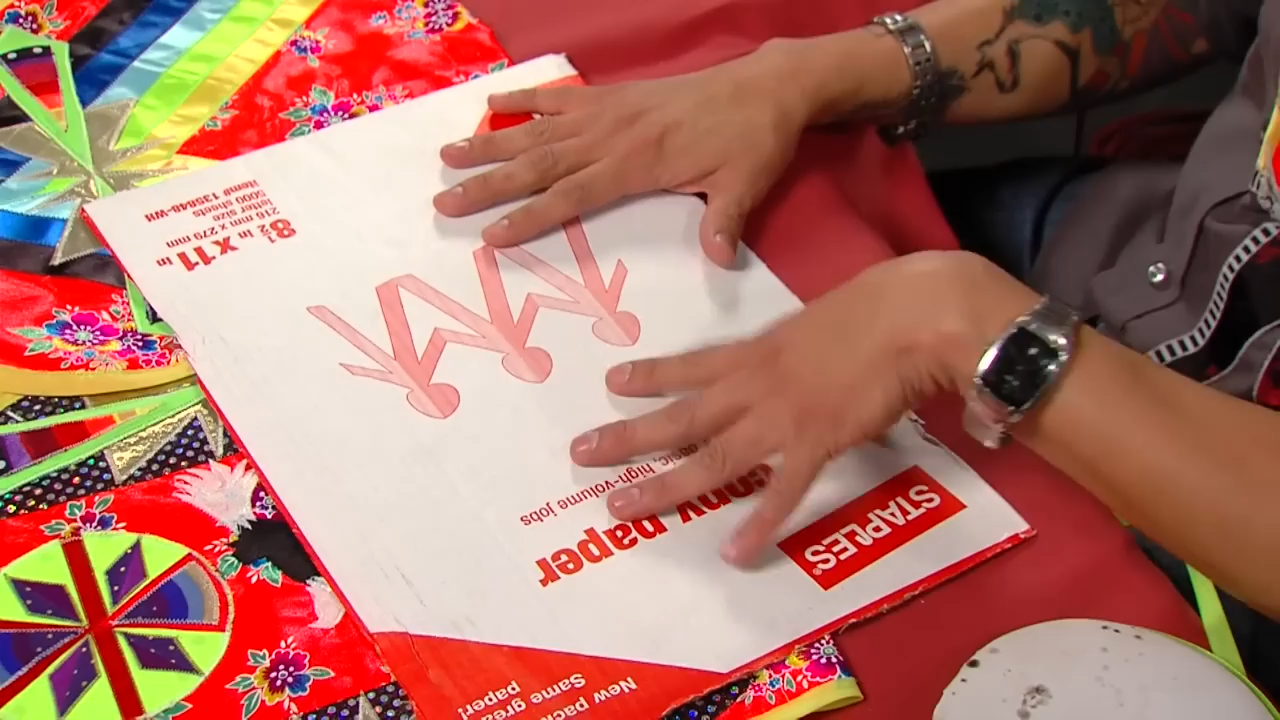 8½ in x 11 in
216 mm x 279 mm
letter size
5000 sheets
item# 135848-WH
STAPLES®
copy paper
basic, high-volume jobs
New
Same
paper!